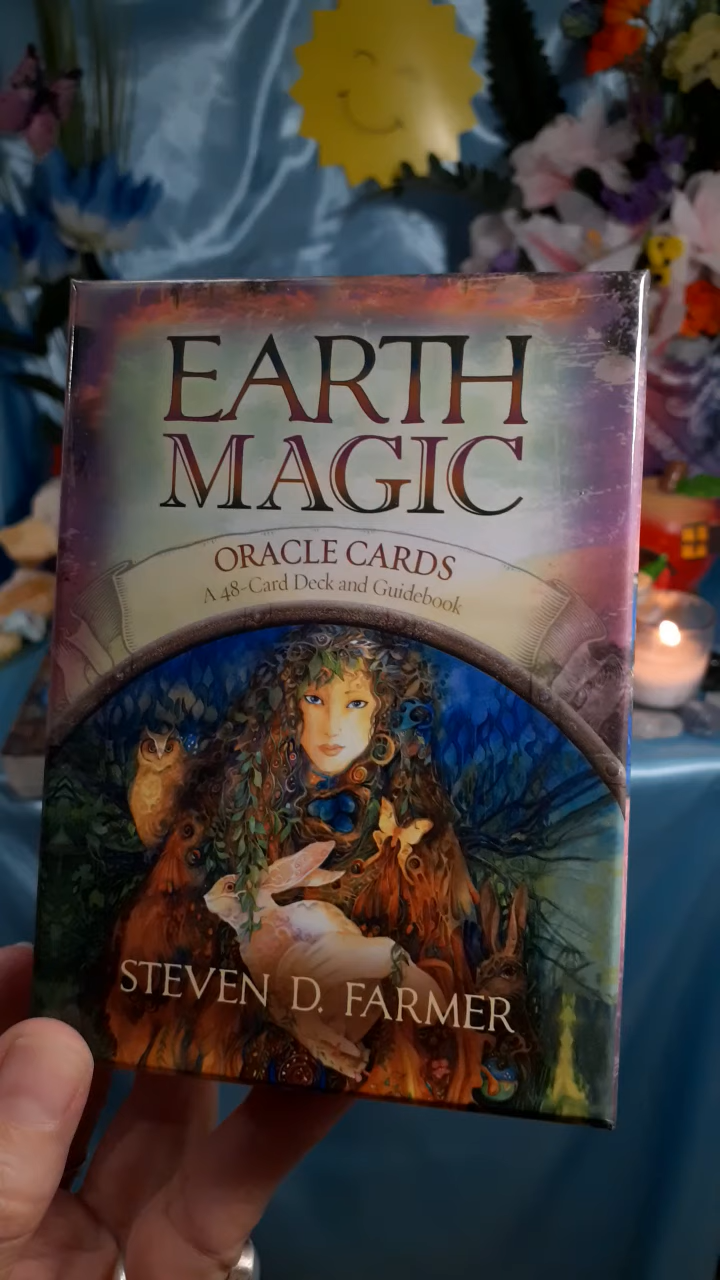 EARTH
MAGIC
ORACLE CARDS
A 48-Card Deck and Guidebook
STEVEN D. FARMER